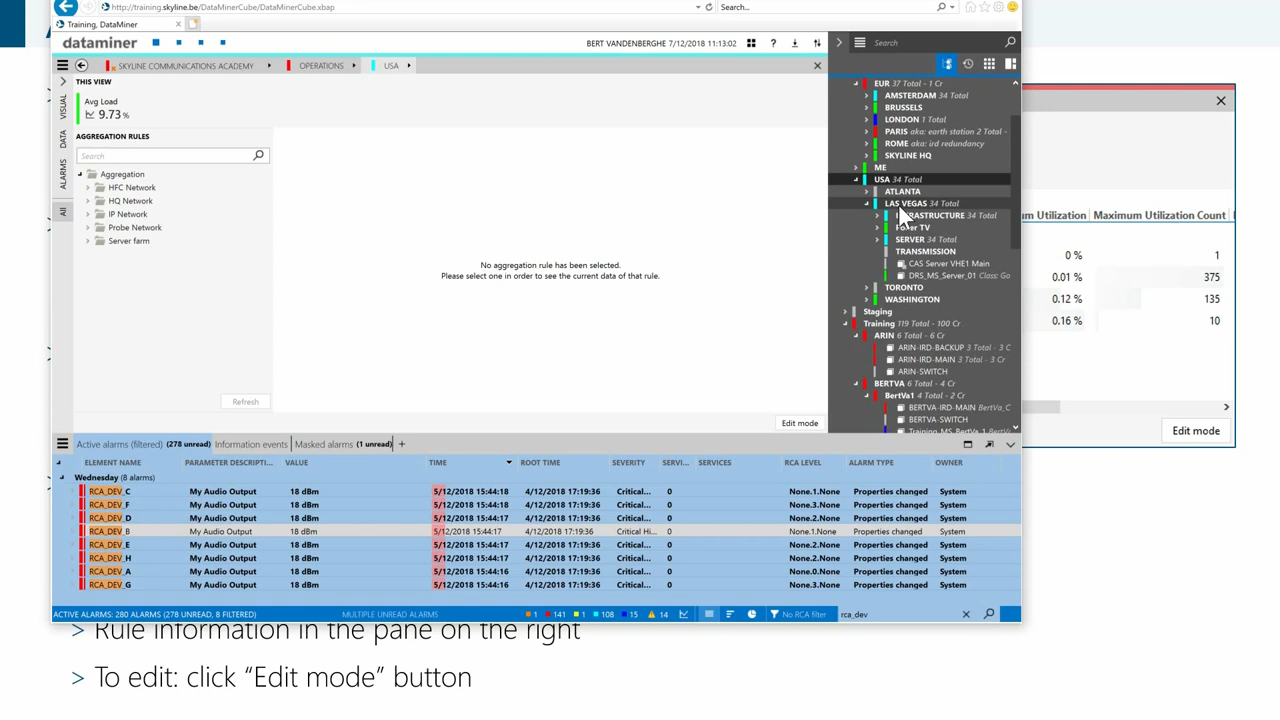 http://training.skyline.be/DataMinerCube/DataMinerCube.xbap
Search...
Training, DataMiner
dataminer
BERT VANDENBERGHE 7/12/2018 11:13:02
?
Search
SKYLINE COMMUNICATIONS ACADEMY
OPERATIONS
USA
THIS VIEW
Avg Load
9.73 %
AGGREGATION RULES
Search
Aggregation
HFC Network
HQ Network
IP Network
Probe Network
Server farm
Refresh
VISUAL
DATA
ALARMS
All
No aggregation rule has been selected.
Please select one in order to see the current data of that rule.
Edit mode
EUR 37 Total - 1 Cr
AMSTERDAM 34 Total
BRUSSELS
LONDON 1 Total
PARIS aka: earth station 2 Total -
ROME aka: ird redundancy
SKYLINE HQ
ME
USA 34 Total
ATLANTA
LAS VEGAS 34 Total
34 Total
TV
SERVER 34 Total
TRANSMISSION
CAS Server VHE1 Main
DRS_MS_Server_01 Class: Go
TORONTO
WASHINGTON
Staging
Training 119 Total - 100 Cr
ARIN 6 Total - 6 Cr
ARIN-IRD-BACKUP 3 Total - 3 C
ARIN-IRD-MAIN 3 Total - 3 Cr
ARIN-SWITCH
BERTVA 6 Total - 4 Cr
BertVa1 4 Total - 2 Cr
BERTVA-IRD-MAIN BertVa_C
BERTVA-SWITCH
Training_MS_BertVa_1 BertVa
m Utilization Maximum Utilization Count
0 % 1
0.01 % 375
0.12 % 135
0.16 % 10
Edit mode
Active alarms (filtered) (278 unread) Information events Masked alarms (1 unread) +
ELEMENT NAME PARAMETER DESCRIPTI... VALUE TIME ROOT TIME SEVERITY SERVI... SERVICES RCA LEVEL ALARM TYPE OWNER
Wednesday (8 alarms)
RCA_DEV_C My Audio Output 18 dBm 5/12/2018 15:44:18 4/12/2018 17:19:36 Critical... 0 None.1.None Properties changed System
RCA_DEV_F My Audio Output 18 dBm 5/12/2018 15:44:18 4/12/2018 17:19:36 Critical... 0 None.3.None Properties changed System
RCA_DEV_D My Audio Output 18 dBm 5/12/2018 15:44:17 4/12/2018 17:19:36 Critical... 0 None.2.None Properties changed System
RCA_DEV_B My Audio Output 18 dBm 5/12/2018 15:44:17 4/12/2018 17:19:36 Critical Hi... 0 None.1.None Properties changed System
RCA_DEV_E My Audio Output 18 dBm 5/12/2018 15:44:17 4/12/2018 17:19:36 Critical... 0 None.2.None Properties changed System
RCA_DEV_H My Audio Output 18 dBm 5/12/2018 15:44:16 4/12/2018 17:19:36 Critical... 0 None.2.None Properties changed System
RCA_DEV_A My Audio Output 18 dBm 5/12/2018 15:44:16 4/12/2018 17:19:36 Critical... 0 None.0.None Properties changed System
RCA_DEV_G My Audio Output 18 dBm 5/12/2018 15:44:16 4/12/2018 17:19:36 Critical... 0 None.3.None Properties changed System
ACTIVE ALARMS: 280 ALARMS (278 UNREAD, 8 FILTERED) MULTIPLE UNREAD ALARMS 1 141 1 108 15 14 No RCA filter rca_dev
> Rule information in the pane on the right
> To edit: click “Edit mode” button